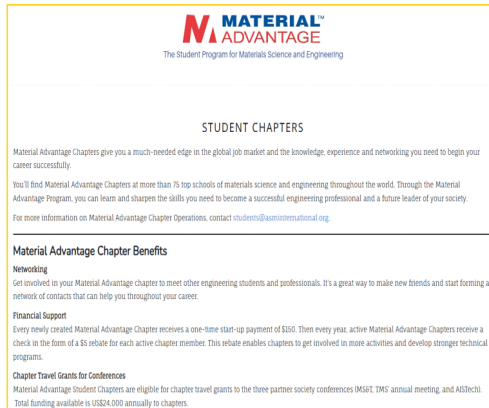 MATERIAL™
ADVANTAGE
The Student Program for Materials Science and Engineering
STUDENT CHAPTERS
Material Advantage Chapters give you a much-needed edge in the global job market and the knowledge, experience and networking you need to begin your
career successfully.
You'll find Material Advantage Chapters at more than 75 top schools of materials science and engineering throughout the world. Through the Material
Advantage Program, you can learn and sharpen the skills you need to become a successful engineering professional and a future leader of your society.
For more information on Material Advantage Chapter Operations, contact students@asminternational.org.
Material Advantage Chapter Benefits
Networking
Get involved in your Material Advantage chapter to meet other engineering students and professionals. It's a great way to make new friends and start forming a
network of contacts that can help you throughout your career.
Financial Support
Every newly created Material Advantage Chapter receives a one-time start-up payment of $150. Then every year, active Material Advantage Chapters receive a
check in the form of a $5 rebate for each active chapter member. This rebate enables chapters to get involved in more activities and develop stronger technical
programs.
Chapter Travel Grants for Conferences
Material Advantage Student Chapters are eligible for chapter travel grants to the three partner society conferences (MS&T, TMS' annual meeting, and AISTech).
Total funding available is US$24,000 annually to chapters.